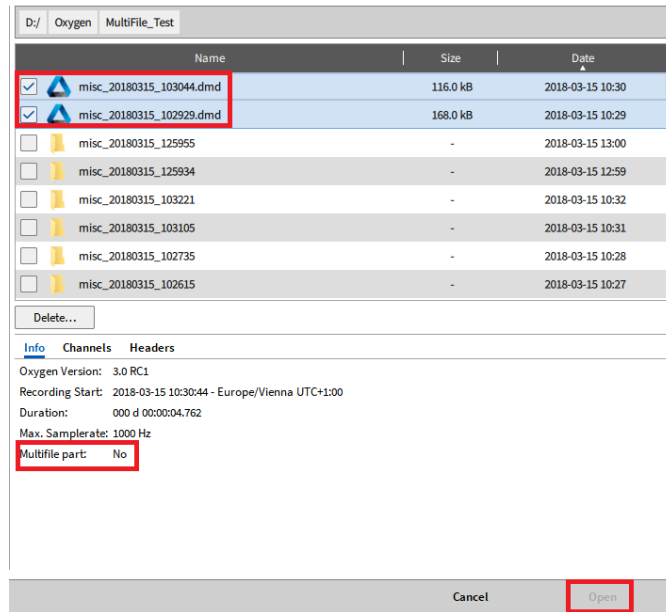 D:/ Oxygen MultiFile_Test
Name Size Date
misc_20180315_103044.dmd 116.0 kB 2018-03-15 10:30
misc_20180315_102929.dmd 168.0 kB 2018-03-15 10:29
misc_20180315_125955 - 2018-03-15 13:00
misc_20180315_125934 - 2018-03-15 12:59
misc_20180315_103221 - 2018-03-15 10:32
misc_20180315_103105 - 2018-03-15 10:31
misc_20180315_102735 - 2018-03-15 10:28
misc_20180315_102615 - 2018-03-15 10:27
Delete...
Info Channels Headers
Oxygen Version: 3.0 RC1
Recording Start: 2018-03-15 10:30:44 - Europe/Vienna UTC+1:00
Duration: 000 d 00:00:04.762
Max. Samplerate: 1000 Hz
Multifile part: No
Cancel Open